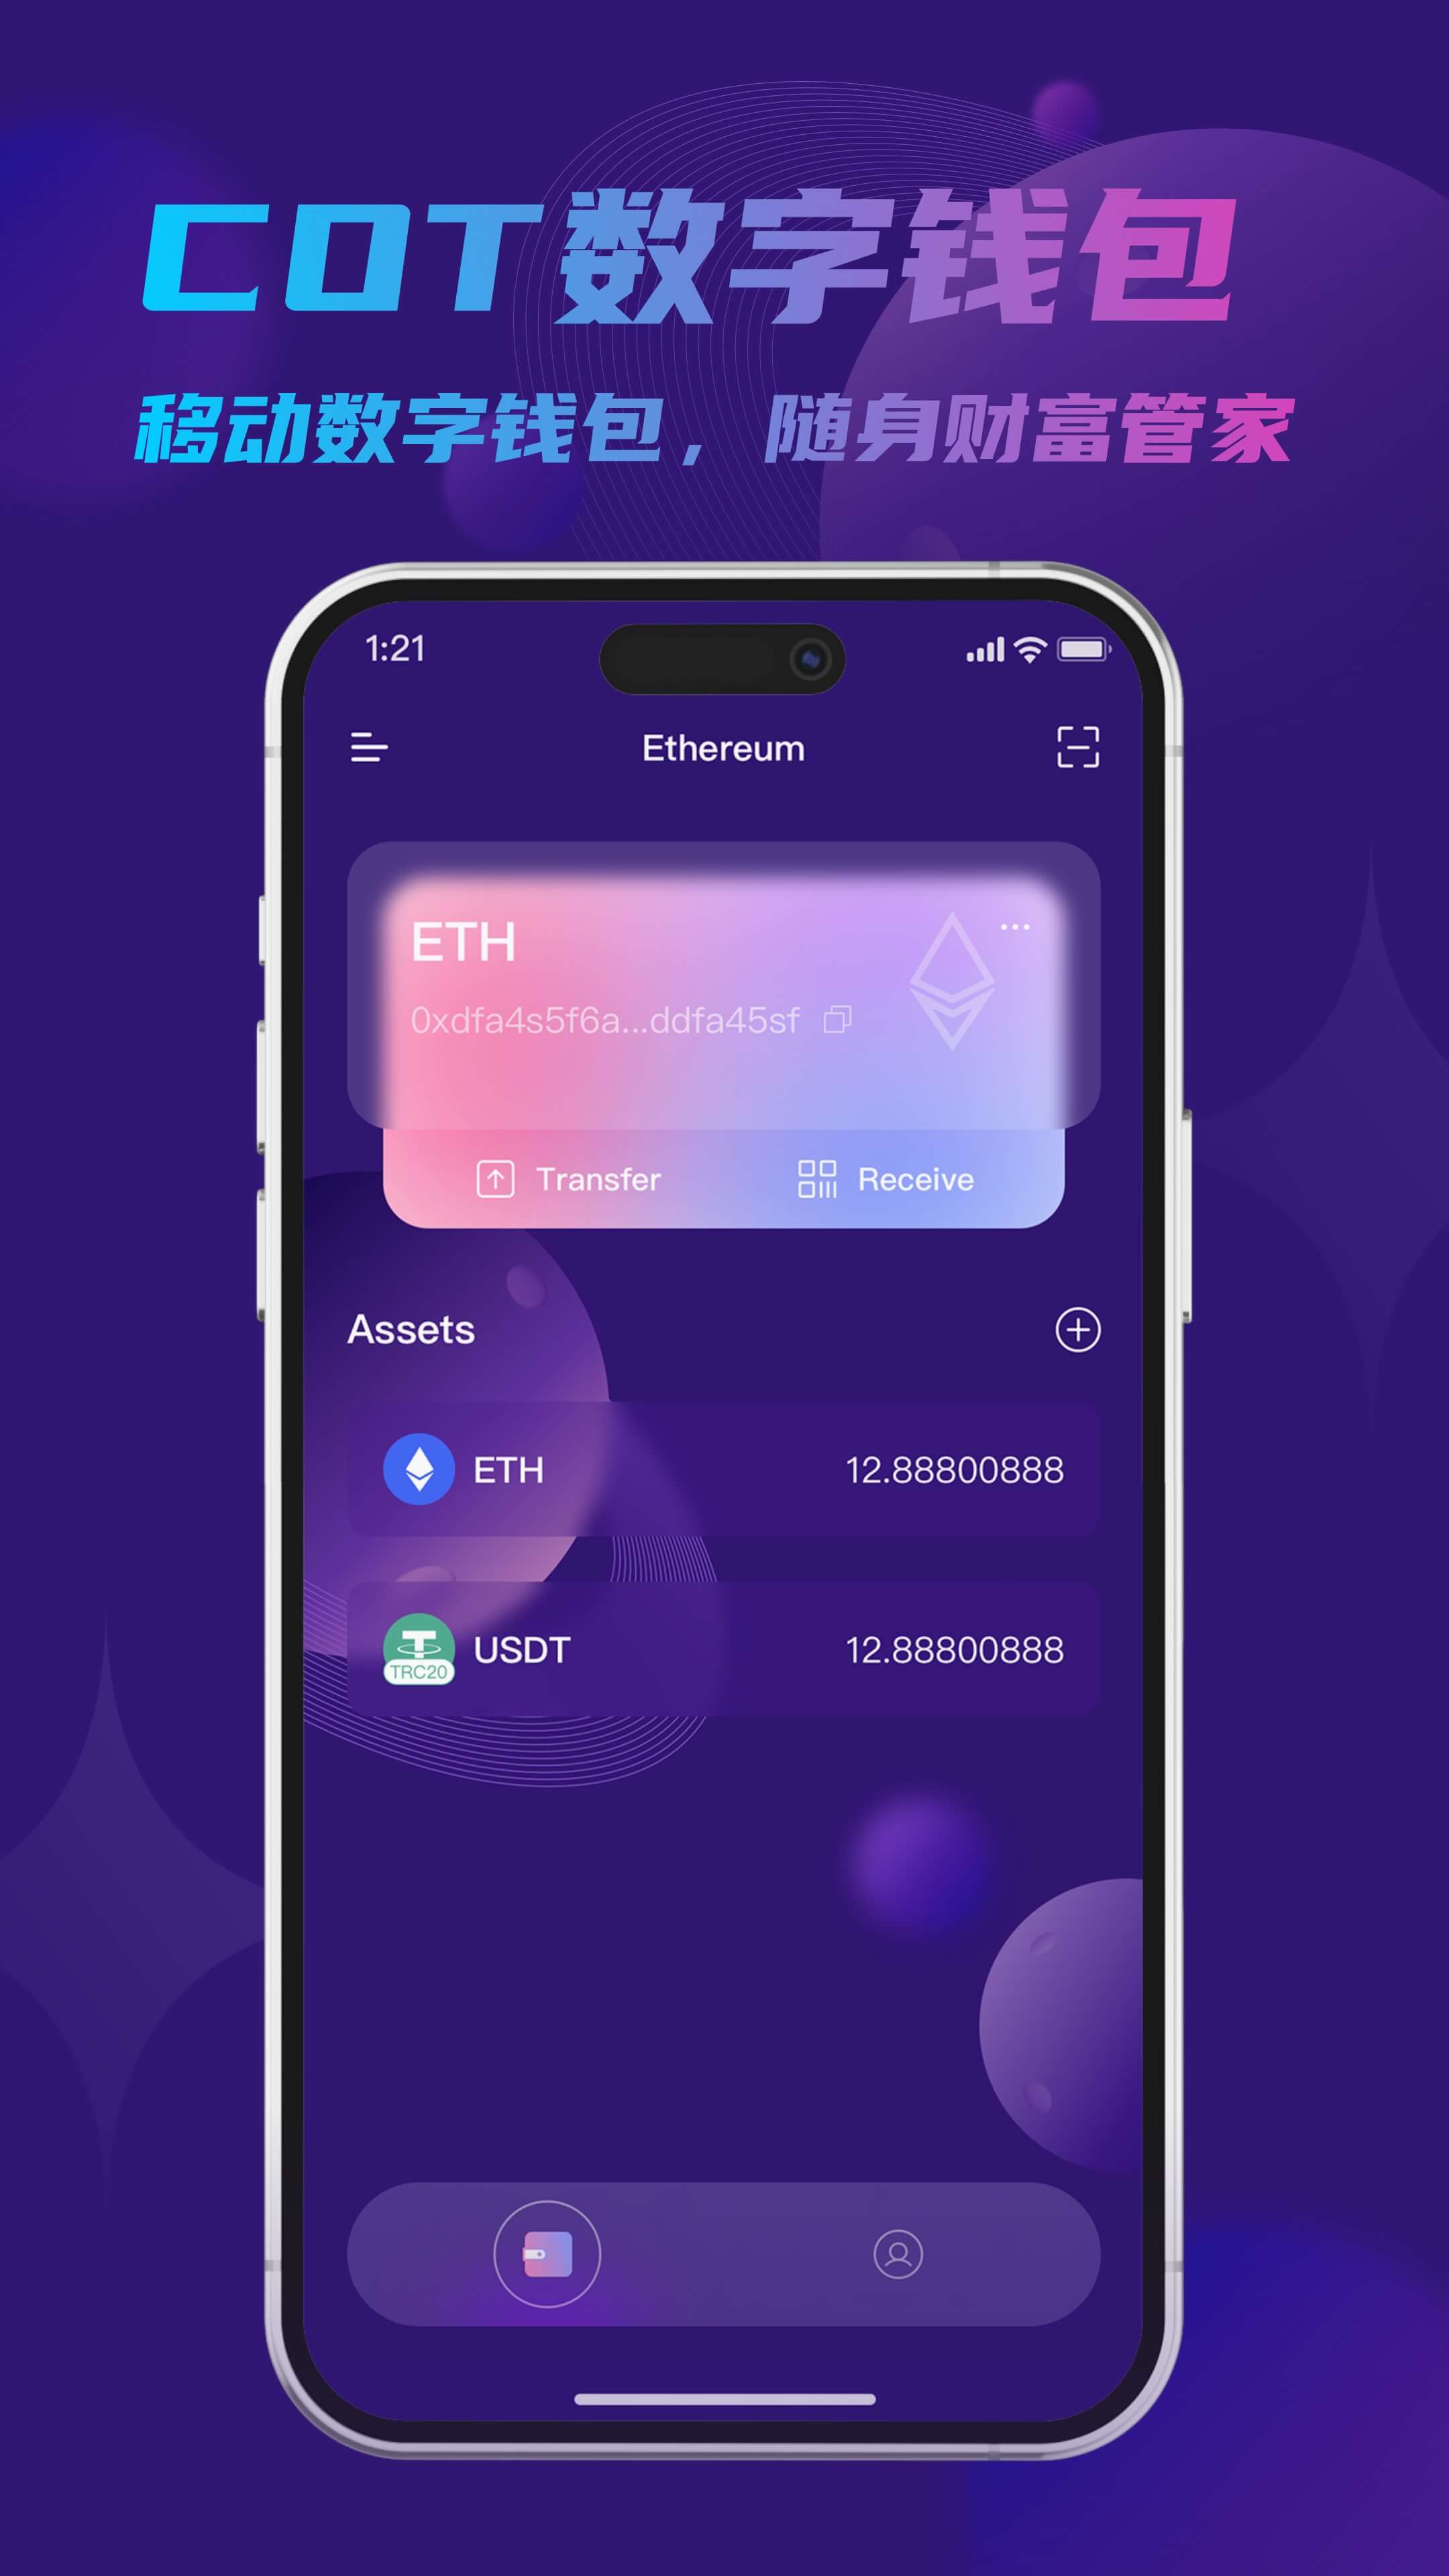 COT数字钱包
移动数字钱包，随身财富管家
1:21
Ethereum
ETH
0xdfa4s5f6a...ddfa45sf
Transfer
Receive
Assets
ETH
12.88800888
TRC20
USDT
12.88800888